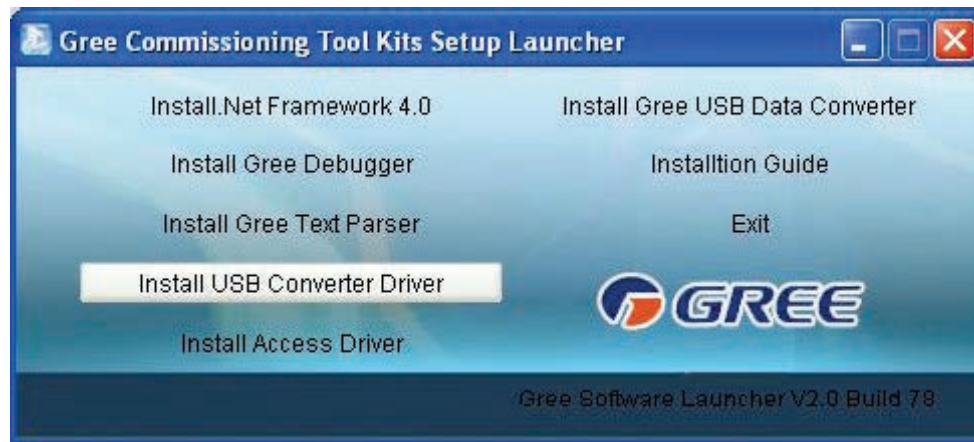 Gree Commissioning Tool Kits Setup Launcher
Install.Net Framework 4.0
Install Gree Debugger
Install Gree Text Parser
Install USB Converter Driver
Install Access Driver
Install Gree USB Data Converter
Installtion Guide
Exit
GREE
Gree Software Launcher V2.0 Build 78